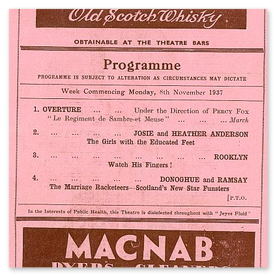 Old Scotch Whisky.
OBTAINABLE AT THE THEATRE BARS
Programme
PROGRAMME IS SUBJECT TO ALTERATION AS CIRCUMSTANCES MAY DICTATE
Week Commencing Monday, 8th November 1937
1. OVERTURE ... ... Under the Direction of PERCY FOX
"Le Regiment de Sambre-et Meuse" ... ... ... March
2. ... ... ... JOSIE and HEATHER ANDERSON
The Girls with the Educated Feet
3. ... ... ... ... ... ... ROOKLYN
Watch His Fingers!
4. ... ... ... ... DONOGHUE and RAMSAY
The Marriage Racketeers—Scotland's New Star Funsters
[P.T.O.
In the Interests of Public Health, this Theatre is disinfected throughout with "Jeyes Fluid"
MACNAB